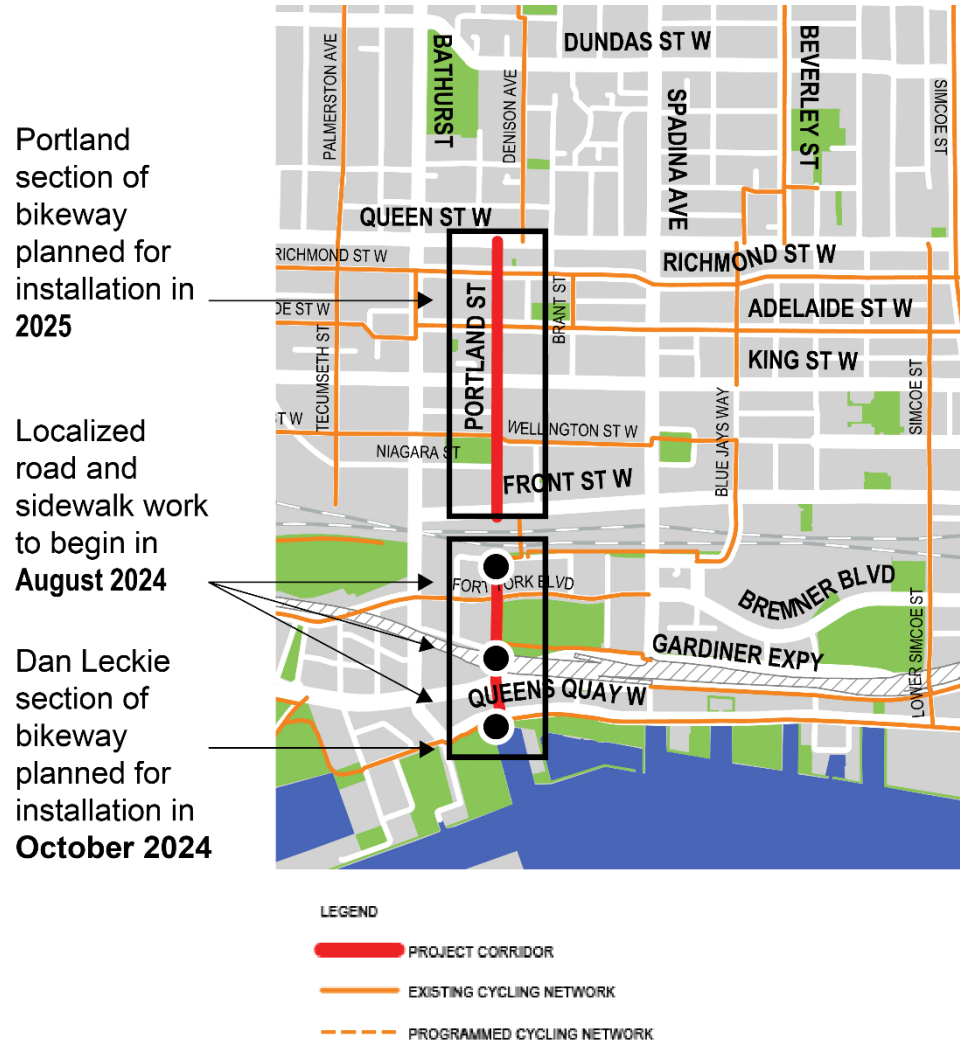 Portland
section of
bikeway
planned for
installation in
2025
Localized
road and
sidewalk work
to begin in
August 2024
Dan Leckie
section of
bikeway
planned for
installation in
October 2024
DUNDAS ST W
PALMERSTON AVE
BATHURST
DENISON AVE
SPADINA AVE
BEVERLEY ST
SIMCOE ST
QUEEN ST W
RICHMOND ST W
RICHMOND ST W
DE ST W
TECUMSETH ST
PORTLAND ST
BRANT ST
ADELAIDE ST W
KING ST W
SIMCOE ST
BLUE JAYS WAY
ST W
WELLINGTON ST W
NIAGARA ST
FRONT ST W
FORT YORK BLVD
BREMNER BLVD
GARDINER EXPY
LOWER SIMCOE ST
QUEENS QUAY W
LEGEND
PROJECT CORRIDOR
EXISTING CYCLING NETWORK
PROGRAMMED CYCLING NETWORK